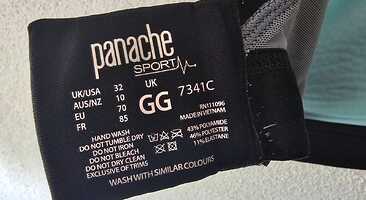 panache
SPORT
UK/USA 32 UK
AUS/NZ 10 GG 7341C
EU 70
FR 85
RN111096
MADE IN VIETNAM
HAND WASH
DO NOT TUMBLE DRY
DO NOT IRON
DO NOT BLEACH
DO NOT DRY CLEAN
EXCLUSIVE OF TRIMS
43% POLYAMIDE
46% POLYESTER
11% ELASTANE
WASH WITH SIMILAR COLOURS